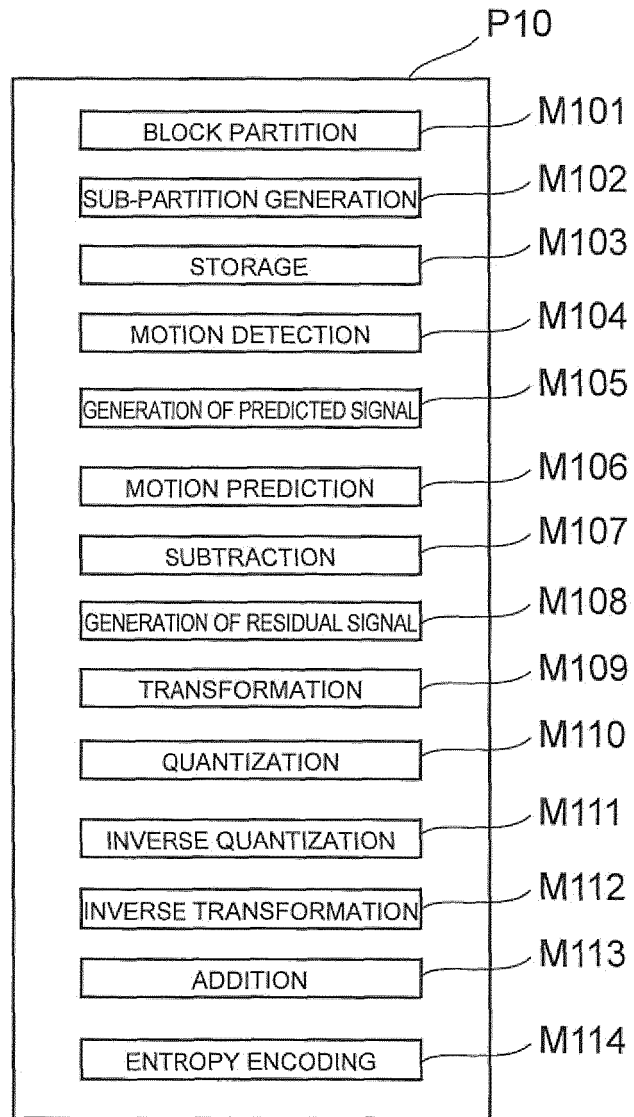 P10
BLOCK PARTITION M101
SUB-PARTITION GENERATION M102
STORAGE M103
MOTION DETECTION M104
GENERATION OF PREDICTED SIGNAL M105
MOTION PREDICTION M106
SUBTRACTION M107
GENERATION OF RESIDUAL SIGNAL M108
TRANSFORMATION M109
QUANTIZATION M110
INVERSE QUANTIZATION M111
INVERSE TRANSFORMATION M112
ADDITION M113
ENTROPY ENCODING M114